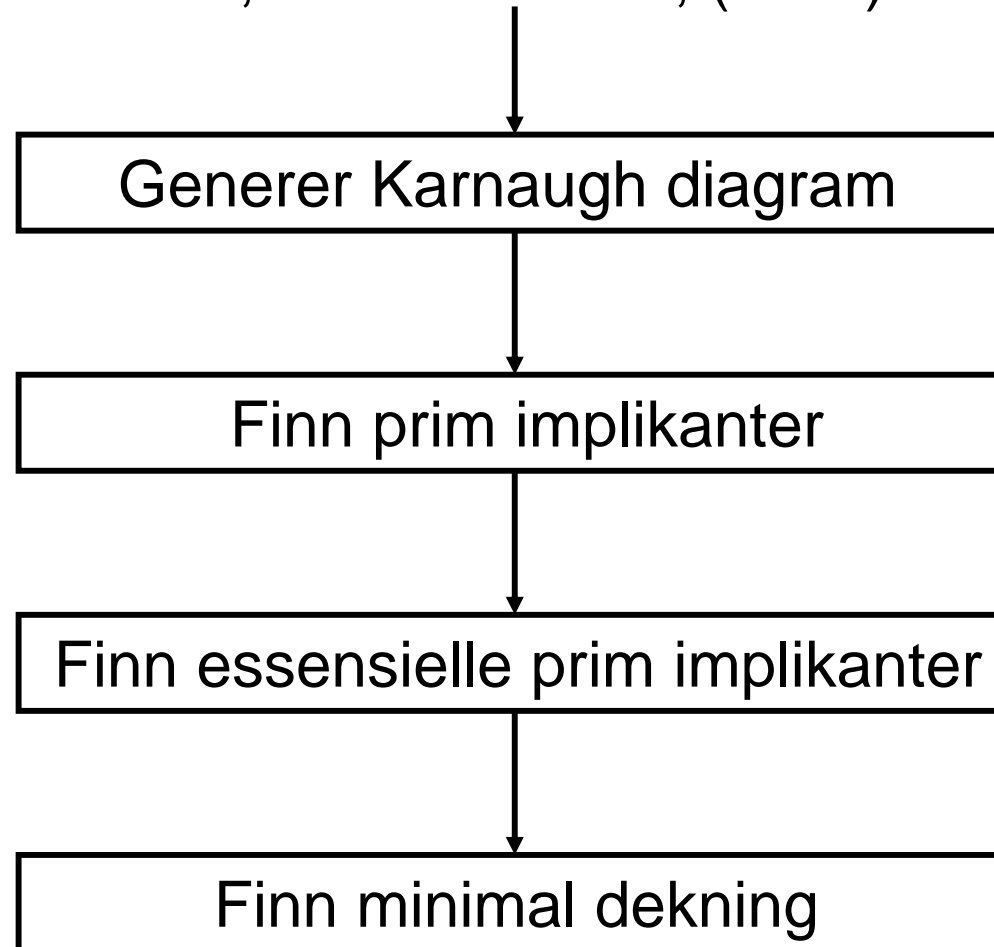 Generer Karnaugh diagram
Finn prim implikanter
Finn essensielle prim implikanter
Finn minimal dekning